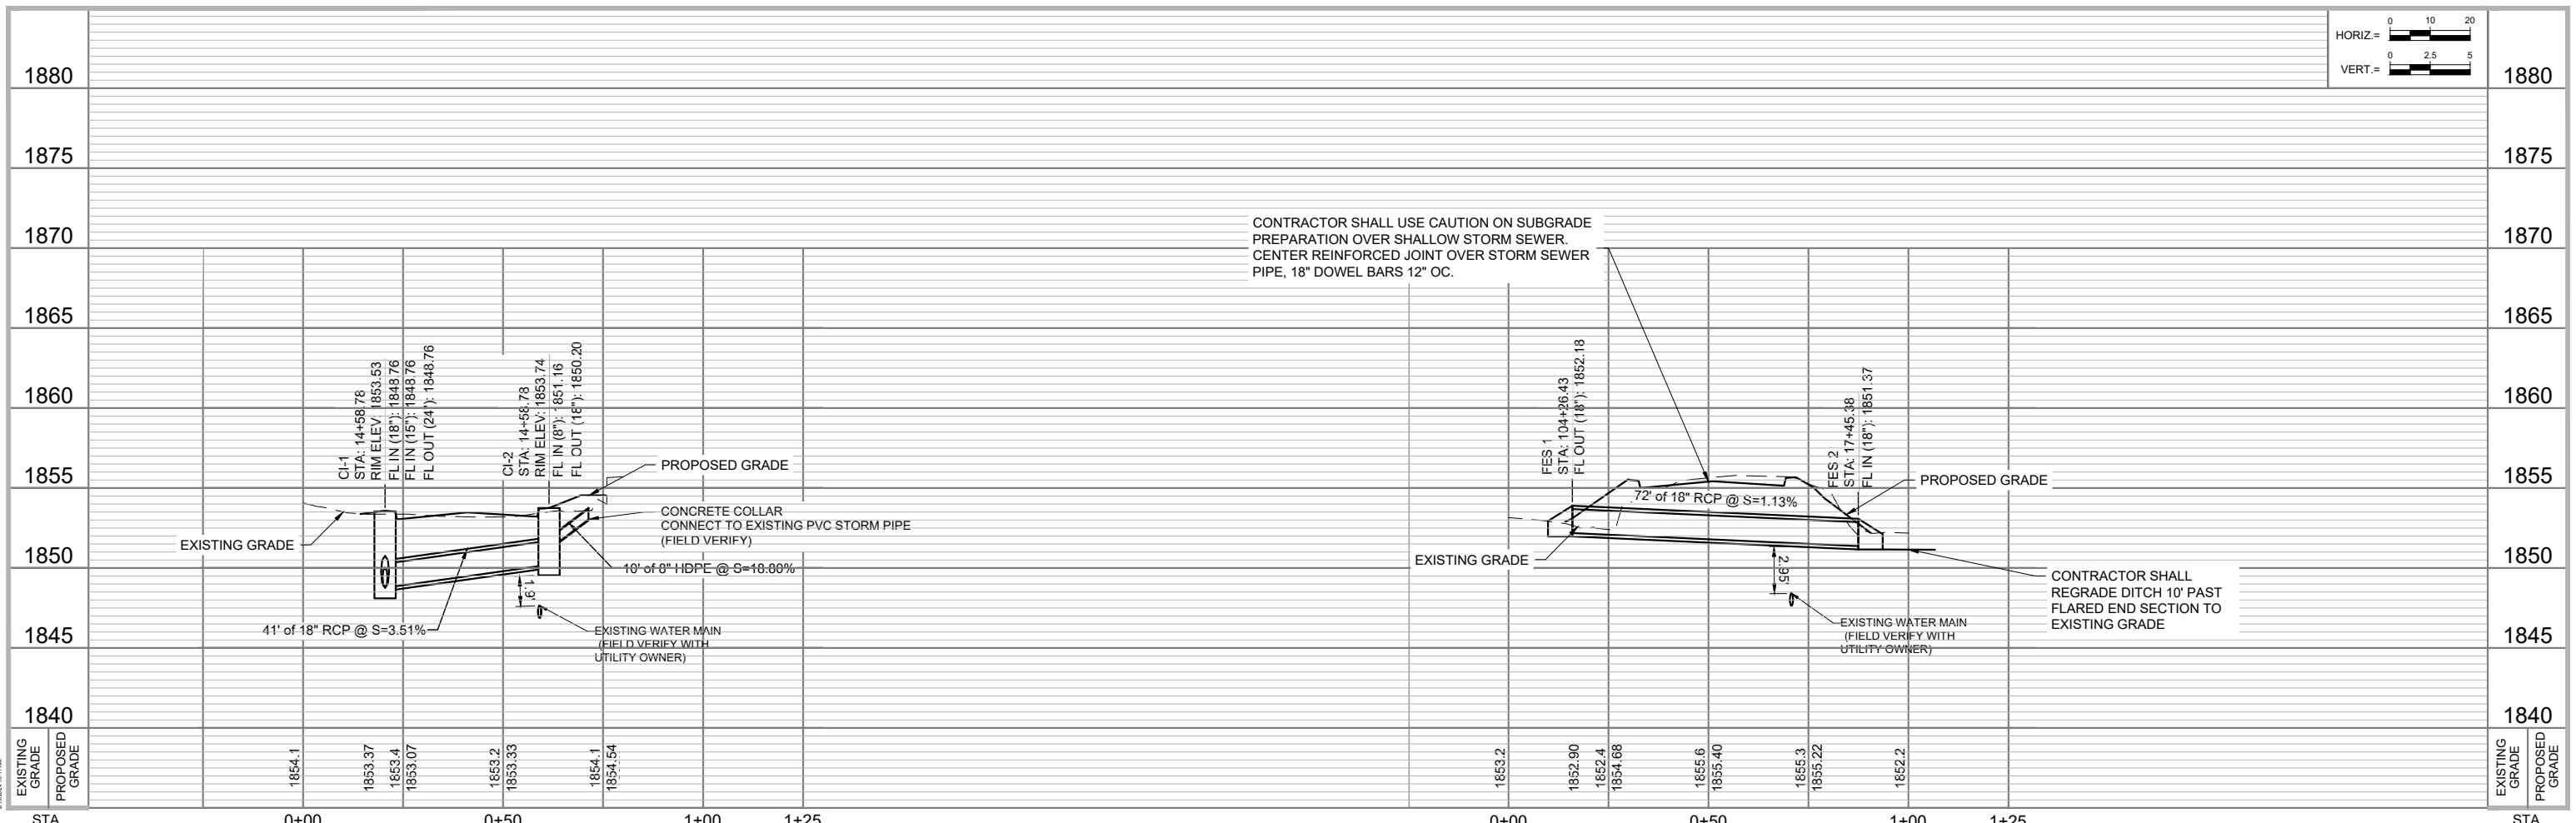 HORIZ.=
0 10 20
VERT.=
0 2.5 5
1880
1875
1870
1865
1860
1855
1850
1845
1840
1880
1875
1870
1865
1860
1855
1850
1845
1840
CI-1
STA: 14+58.78
RIM ELEV: 1853.53
FL IN (18"): 1848.76
FL IN (15"): 1848.76
FL OUT (24"): 1848.76
CI-2
STA: 14+58.78
RIM ELEV: 1853.74
FL IN (8"): 1851.16
FL OUT (18"): 1850.20
PROPOSED GRADE
CONCRETE COLLAR
CONNECT TO EXISTING PVC STORM PIPE
(FIELD VERIFY)
EXISTING GRADE
10' of 8" HDPE @ S=18.80%
1.9'
41' of 18" RCP @ S=3.51%
EXISTING WATER MAIN
(FIELD VERIFY WITH
UTILITY OWNER)
CONTRACTOR SHALL USE CAUTION ON SUBGRADE
PREPARATION OVER SHALLOW STORM SEWER.
CENTER REINFORCED JOINT OVER STORM SEWER
PIPE, 18" DOWEL BARS 12" OC.
FES 1
STA: 104+26.43
FL OUT (18"): 1852.18
FES 2
STA: 17+45.38
FL IN (18"): 1851.37
72' of 18" RCP @ S=1.13%
PROPOSED GRADE
EXISTING GRADE
2.95'
CONTRACTOR SHALL
REGRADE DITCH 10' PAST
FLARED END SECTION TO
EXISTING GRADE
EXISTING WATER MAIN
(FIELD VERIFY WITH
UTILITY OWNER)
EXISTING
GRADE
PROPOSED
GRADE
1854.1
1853.37
1853.4
1853.07
1853.2
1853.33
1854.1
1854.54
1853.2
1852.90
1852.4
1854.68
1855.6
1855.40
1855.3
1855.22
1852.2
EXISTING
GRADE
PROPOSED
GRADE
STA
0+00
0+50
1+00
1+25
0+00
0+50
1+00
1+25
STA